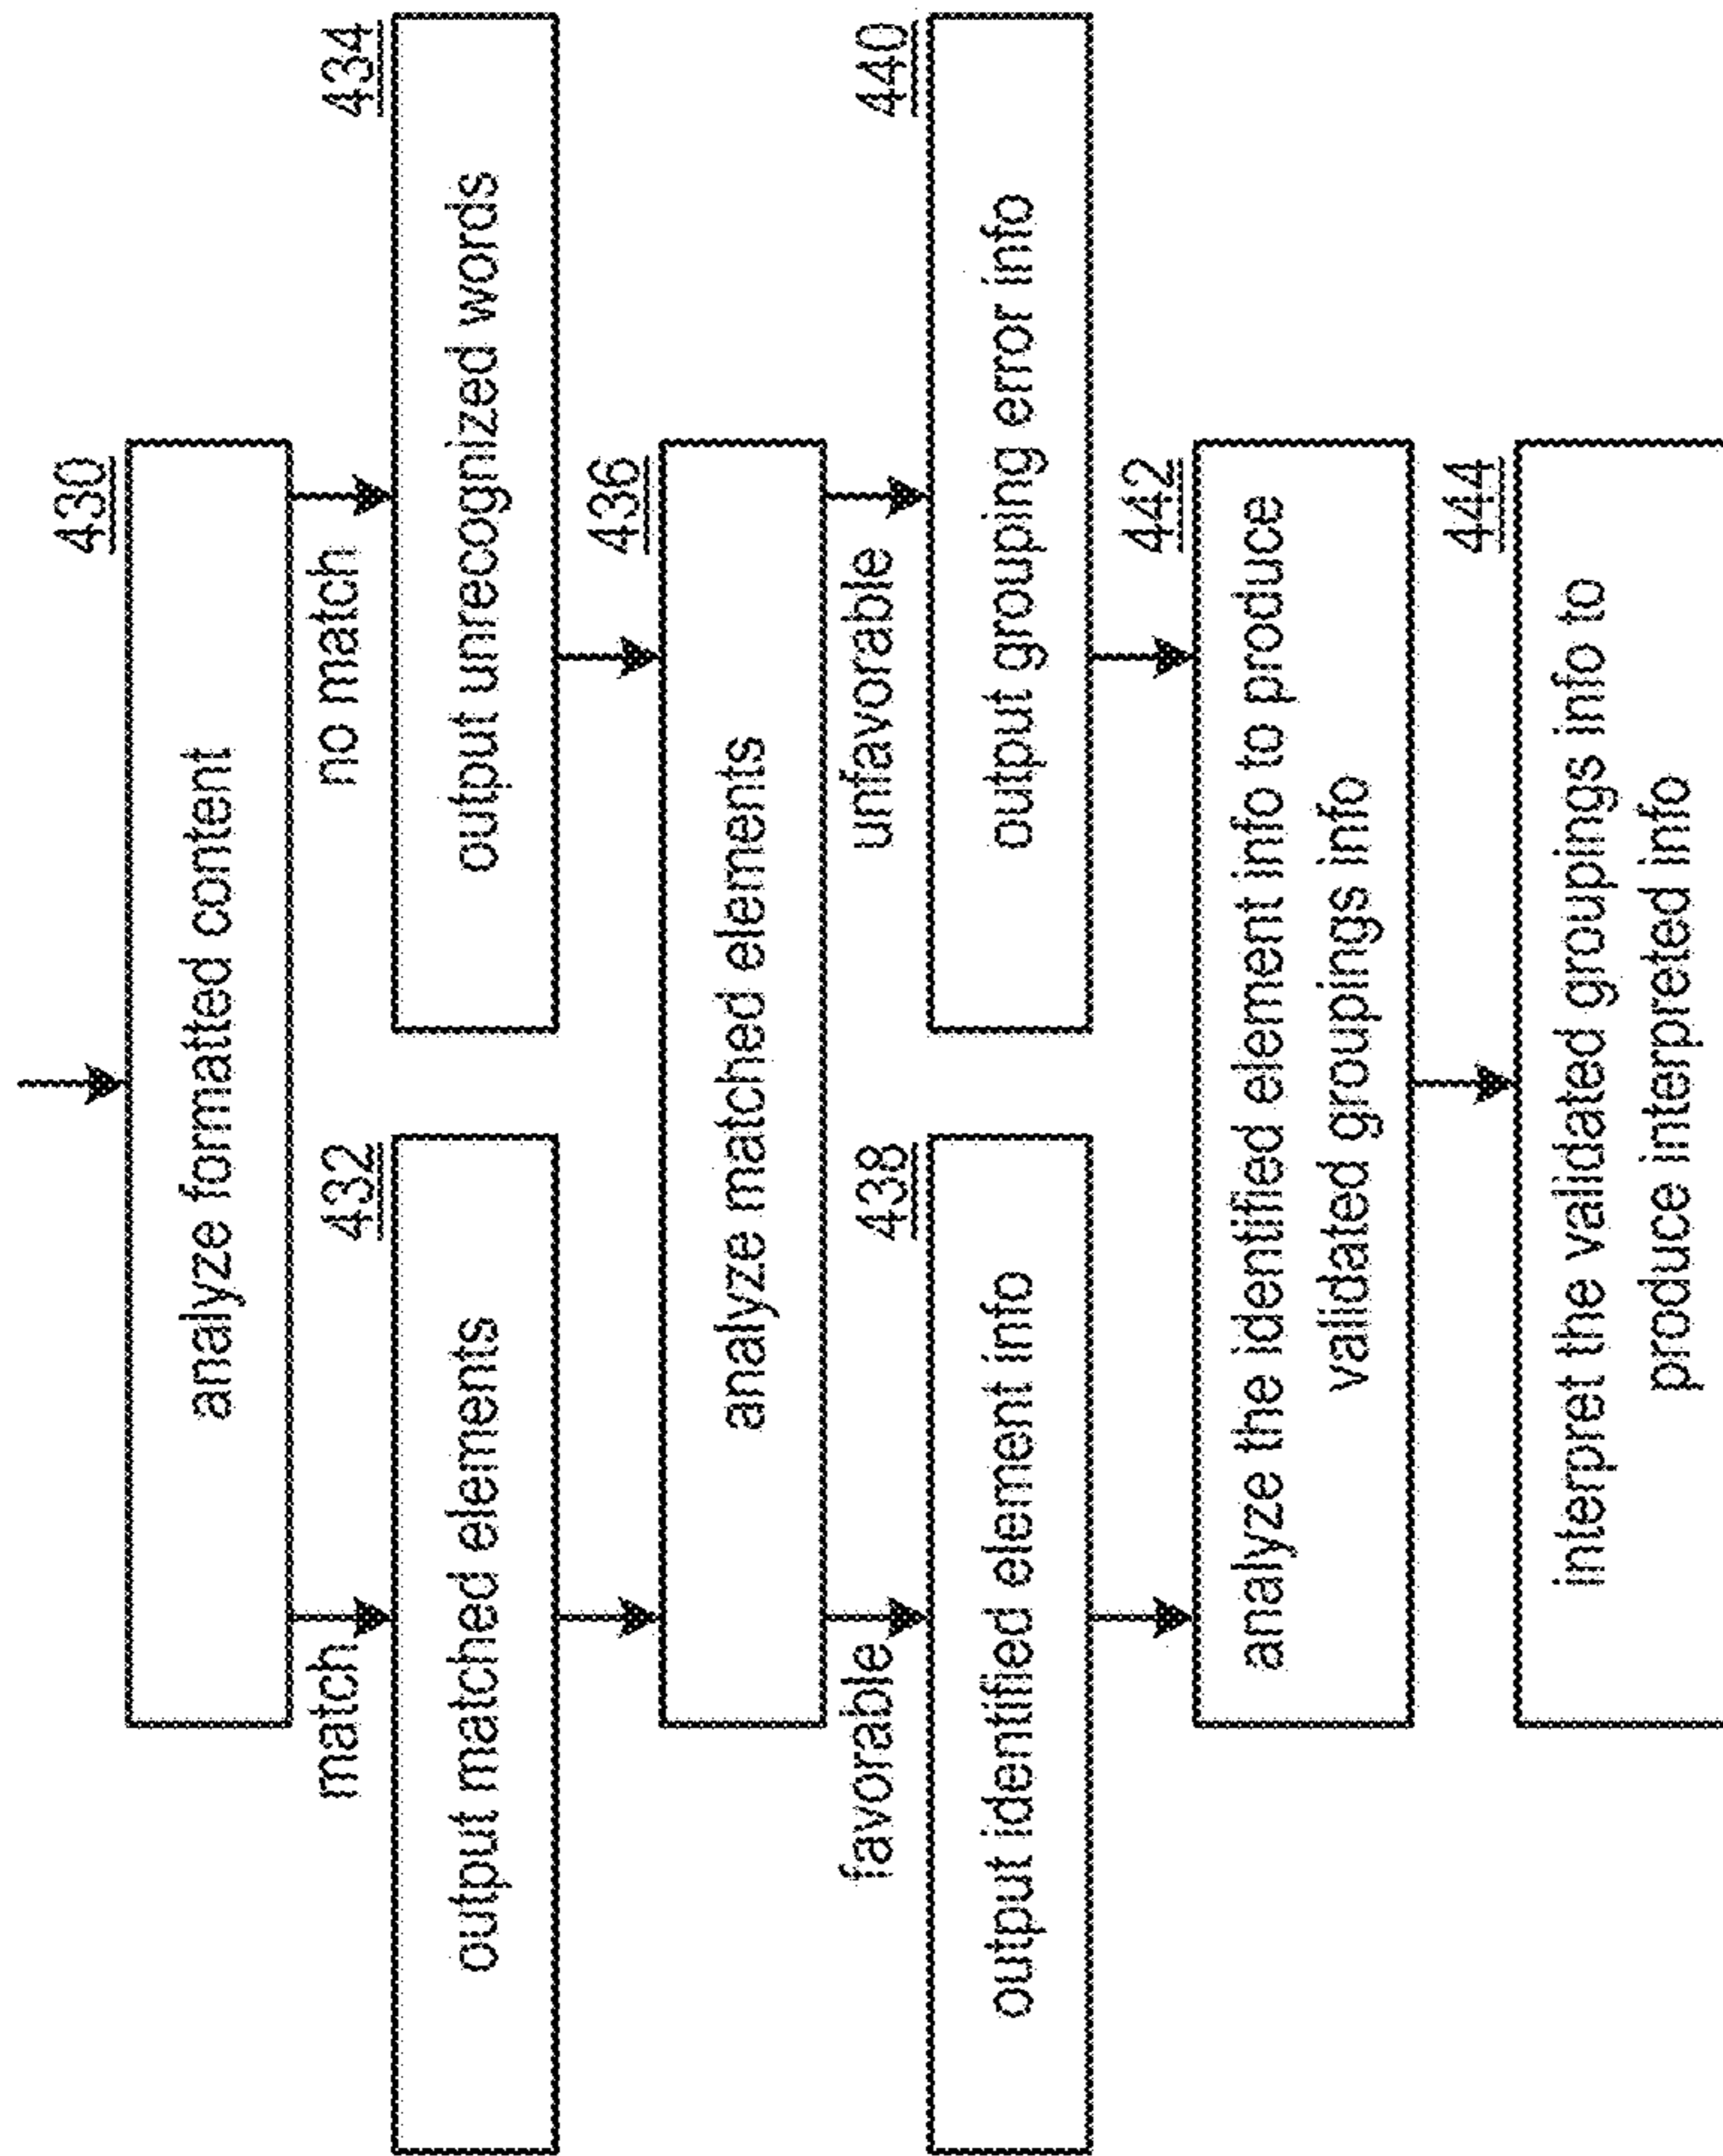 430
analyze formatted content
match
no match
432
output matched elements
434
output unrecognized words
436
analyze matched elements
favorable
unfavorable
438
output identified element info
440
output grouping error info
442
analyze the identified element info to produce
validated groupings info
444
interpret the validated groupings info to
produce interpreted info